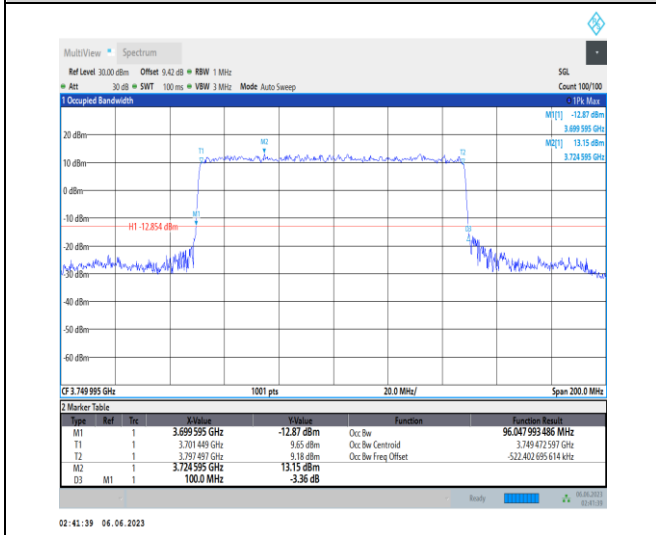 MultiView Spectrum
Ref Level 30.00 dBm Offset 9.42 dB RBW 1 MHz SGL
Att 30 dB SWT 100 ms VBW 3 MHz Mode Auto Sweep Count 100/100
1 Occupied Bandwidth 1Pk Max
M1[1] -12.87 dBm
3.699 595 GHz
M2[1] 13.15 dBm
3.724 595 GHz
20 dBm
T1 M2 T2
10 dBm
0 dBm
-10 dBm
M1
H1 -12.854 dBm
D3
-30 dBm
-40 dBm
-50 dBm
-60 dBm
CF 3.749 995 GHz 1001 pts 20.0 MHz/ Span 200.0 MHz
2 Marker Table
Type Ref Trc X-Value Y-Value Function Function Result
M1 1 3.699 595 GHz -12.87 dBm Occ Bw 96.047 993 486 MHz
T1 1 3.701 449 GHz 9.65 dBm Occ Bw Centroid 3.749 472 597 GHz
T2 1 3.797 497 GHz 9.18 dBm Occ Bw Freq Offset -522.402 695 614 kHz
M2 1 3.724 595 GHz 13.15 dBm
D3 M1 1 100.0 MHz -3.36 dB
Ready 06.06.2023
02:41:39
02:41:39 06.06.2023